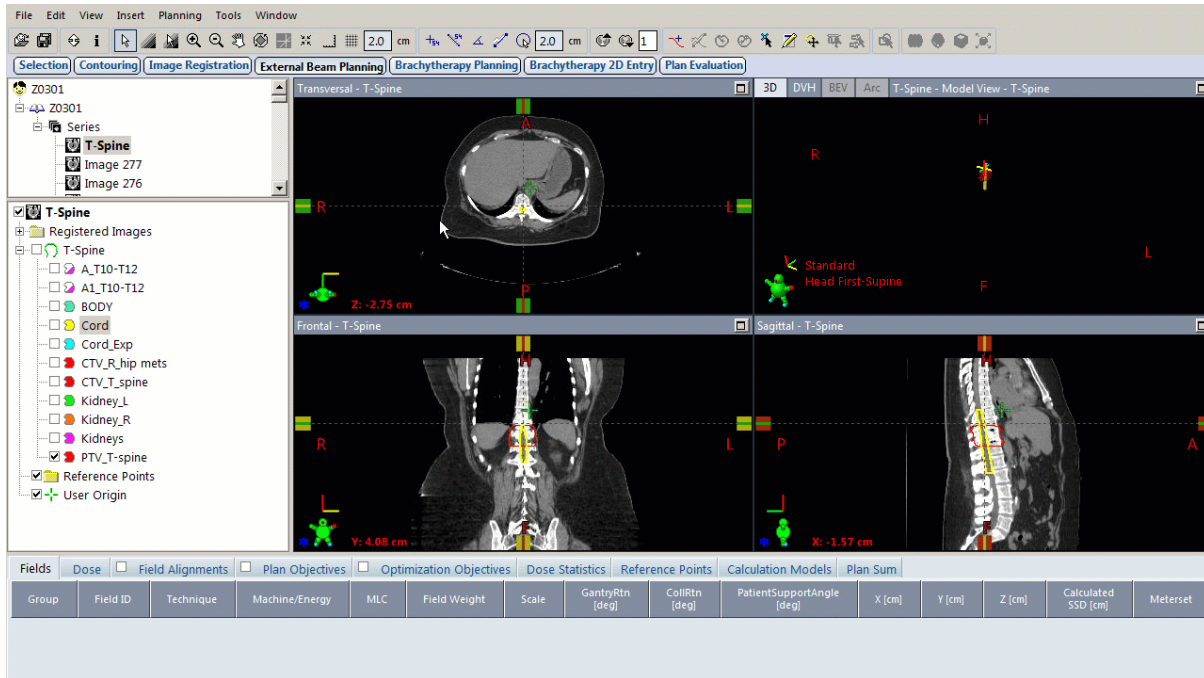 File Edit View Insert Planning Tools Window
2.0 cm 2.0 cm 1
Selection Contouring Image Registration External Beam Planning Brachytherapy Planning Brachytherapy 2D Entry Plan Evaluation
Z0301
Z0301
Series
T-Spine
Image 277
Image 276
T-Spine
Registered Images
T-Spine
A_T10-T12
A1_T10-T12
BODY
Cord
Cord_Exp
CTV_R_hip mets
CTV_T_spine
Kidney_L
Kidney_R
Kidneys
PTV_T-spine
Reference Points
User Origin
Transversal - T-Spine
A
R L
P
Z: -2.75 cm
3D DVH BEV Arc T-Spine - Model View - T-Spine
H
R
L
Standard
Head First-Supine
F
Frontal - T-Spine
H
R L
F
Y: 4.08 cm
Sagittal - T-Spine
H
P A
F
X: -1.57 cm
Fields Dose Field Alignments Plan Objectives Optimization Objectives Dose Statistics Reference Points Calculation Models Plan Sum
Group Field ID Technique Machine/Energy MLC Field Weight Scale GantryRtn [deg] CollRtn [deg] PatientSupportAngle [deg] X [cm] Y [cm] Z [cm] Calculated SSD [cm] Meterset